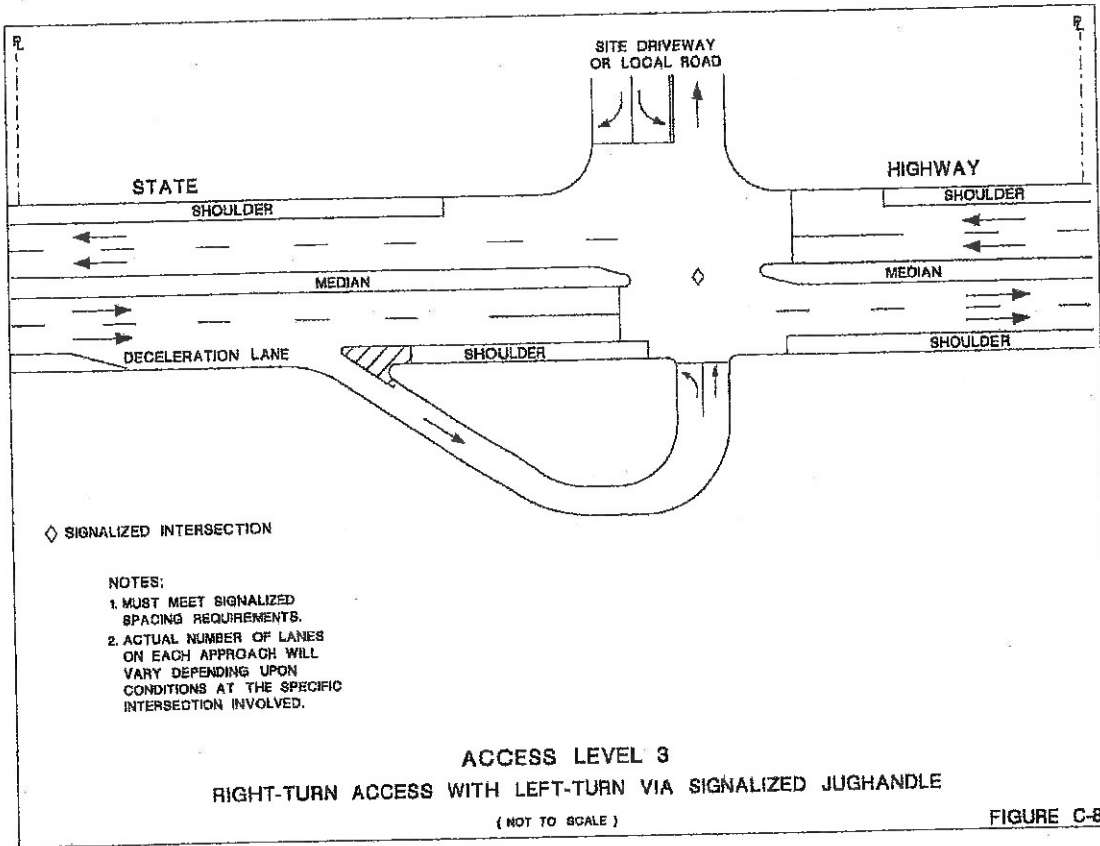 PL
PL
SITE DRIVEWAY
OR LOCAL ROAD
STATE
HIGHWAY
SHOULDER
SHOULDER
MEDIAN
MEDIAN
DECELERATION LANE
SHOULDER
SHOULDER
SIGNALIZED INTERSECTION
NOTES:
1. MUST MEET SIGNALIZED
SPACING REQUIREMENTS.
2. ACTUAL NUMBER OF LANES
ON EACH APPROACH WILL
VARY DEPENDING UPON
CONDITIONS AT THE SPECIFIC
INTERSECTION INVOLVED.
ACCESS LEVEL 3
RIGHT-TURN ACCESS WITH LEFT-TURN VIA SIGNALIZED JUGHANDLE
( NOT TO SCALE )
FIGURE C-8